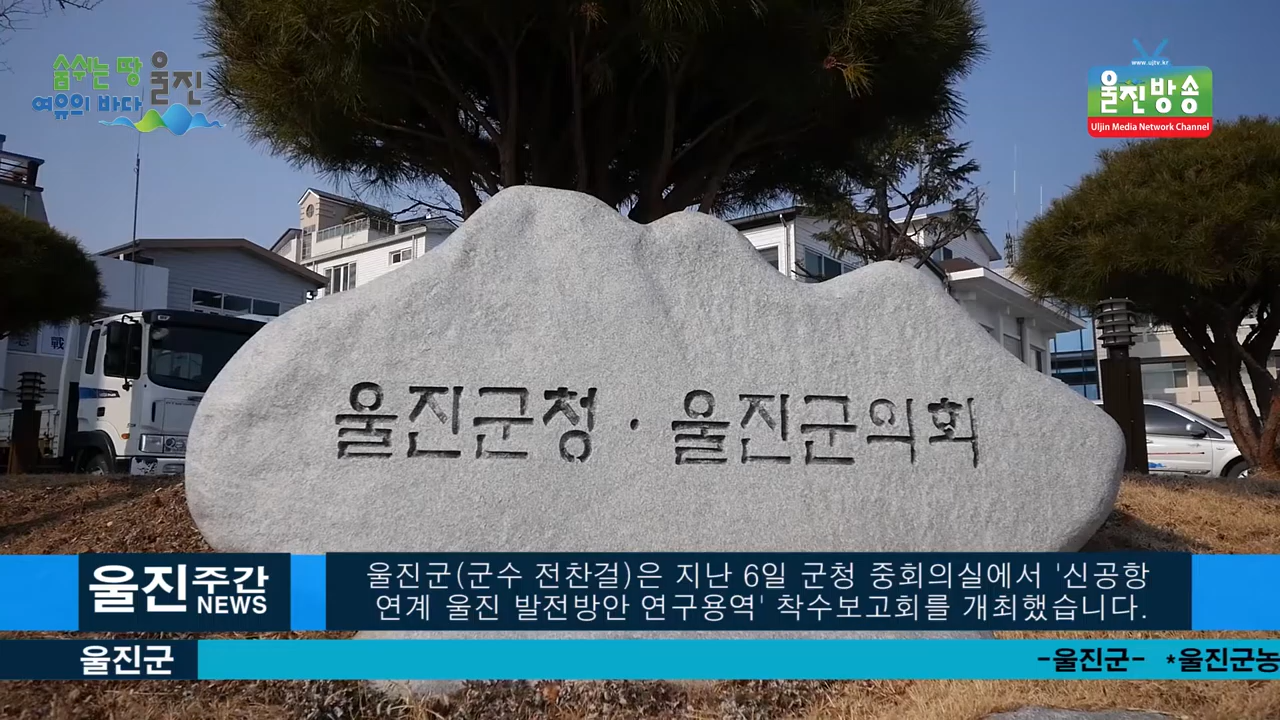 숨쉬는 땅
여유의 바다
울진
www.ujtv.kr
울진방송
Uljin Media Network Channel
울진군청 · 울진군의회
울진주간
NEWS
울진군(군수 전찬걸)은 지난 6일 군청 중회의실에서 '신공항
연계 울진 발전방안 연구용역' 착수보고회를 개최했습니다.
울진군
-울진군- *울진군농